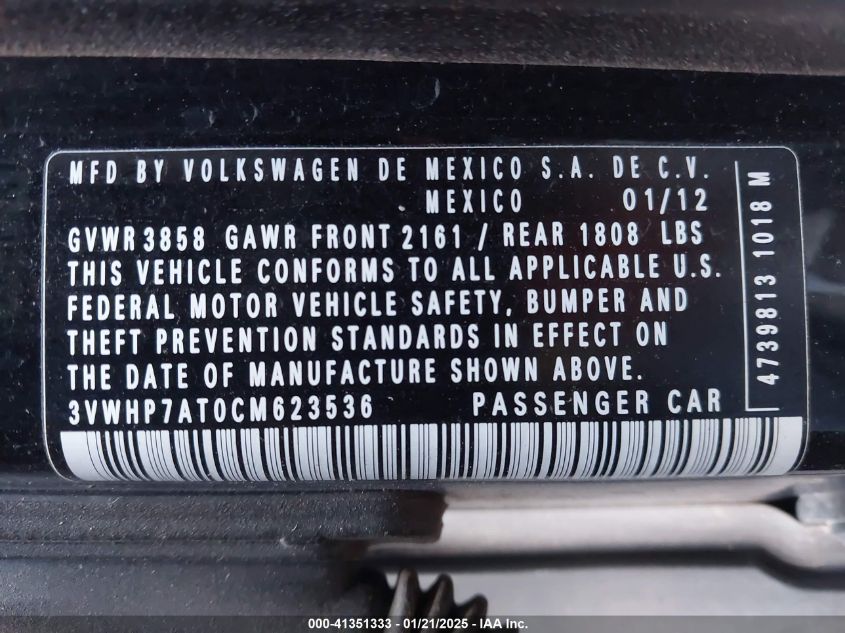 MFD BY VOLKSWAGEN DE MEXICO S.A. DE C.V.
MEXICO 01/12
GVWR 3858 GAWR FRONT 2161 / REAR 1808 LBS
THIS VEHICLE CONFORMS TO ALL APPLICABLE U.S.
FEDERAL MOTOR VEHICLE SAFETY, BUMPER AND
THEFT PREVENTION STANDARDS IN EFFECT ON
THE DATE OF MANUFACTURE SHOWN ABOVE.
3VWHP7AT0CM623536 PASSENGER CAR
4739813 1018 M
000-41351333 - 01/21/2025 - IAA Inc.